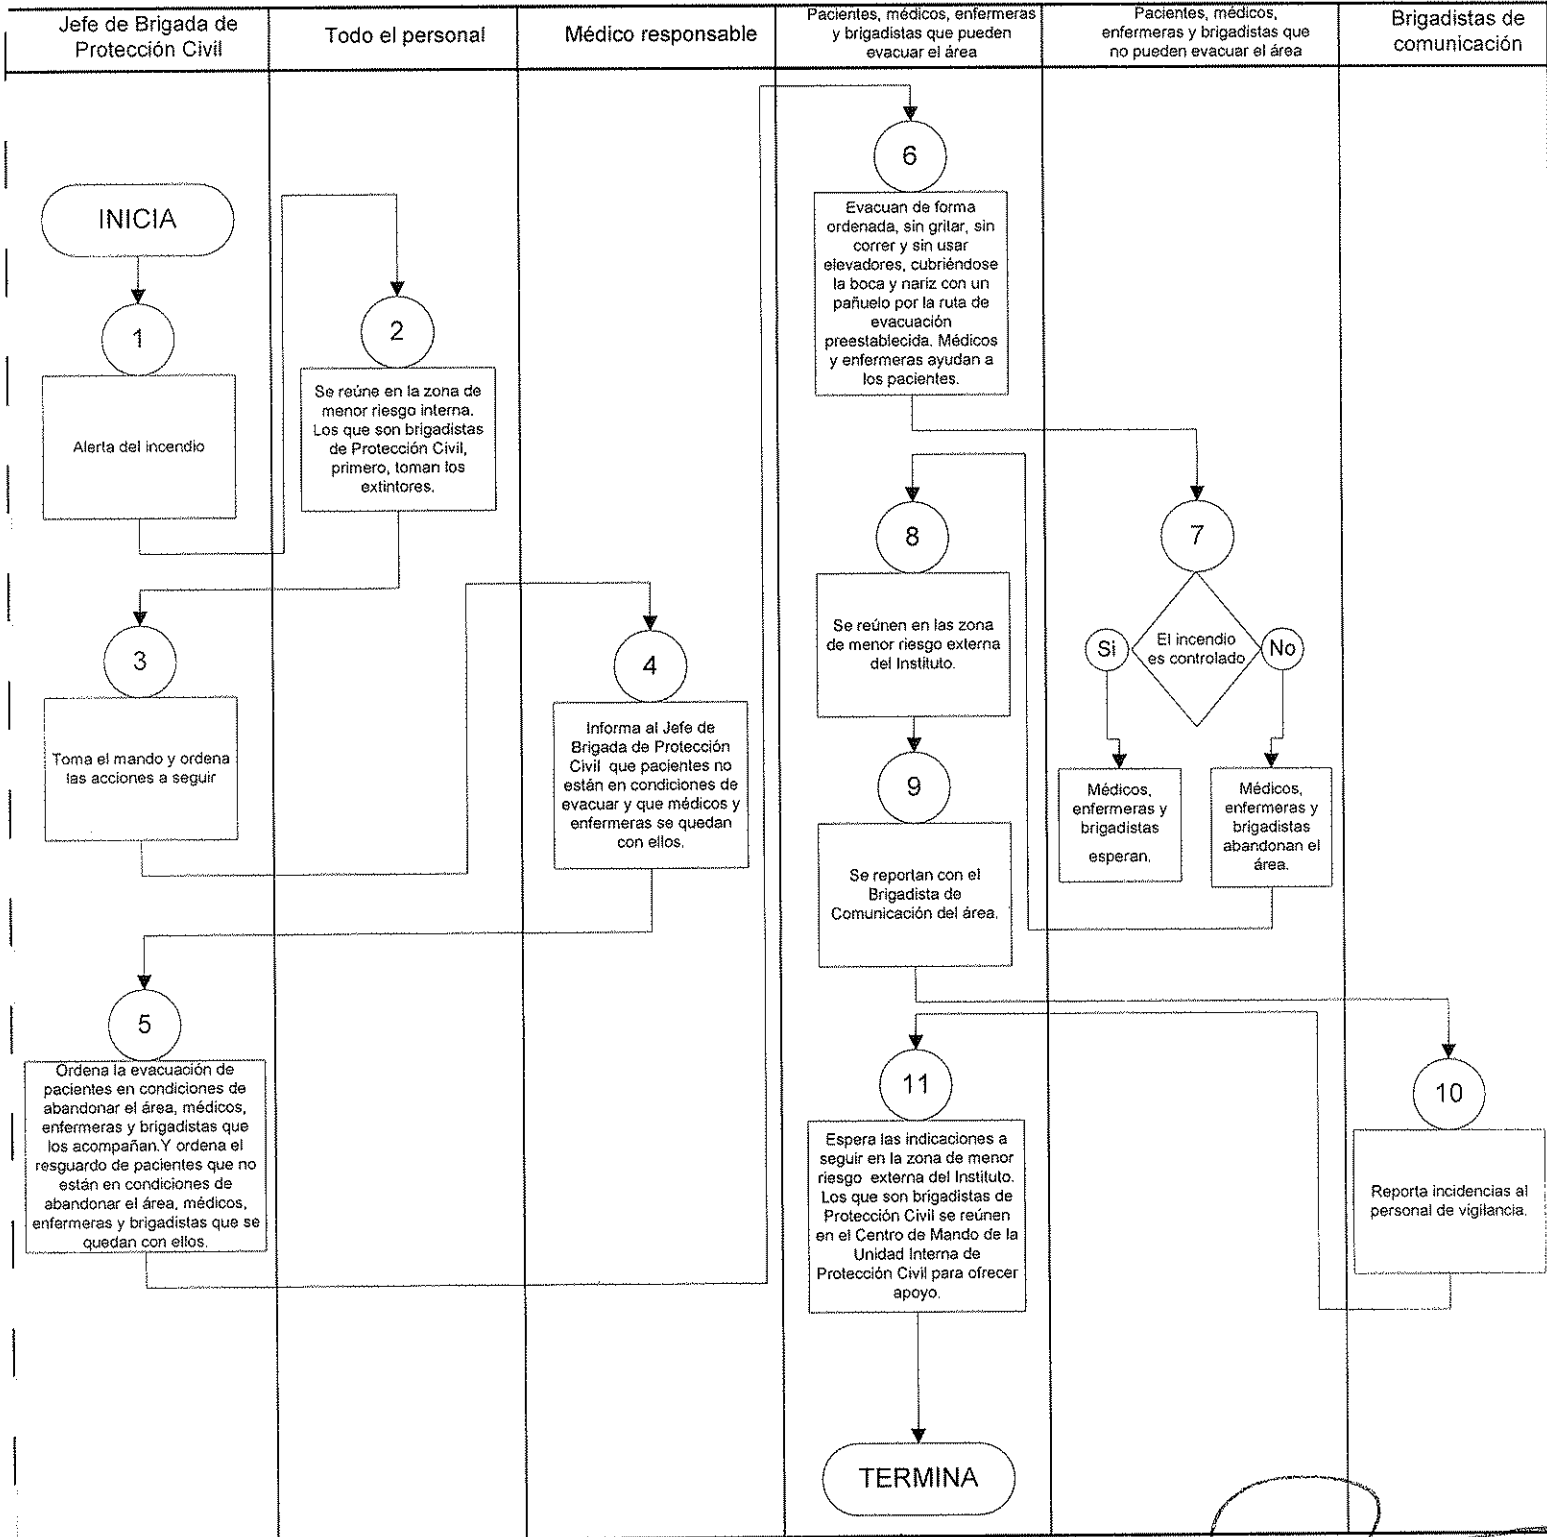 Jefe de Brigada de
Protección Civil
Todo el personal
Médico responsable
Pacientes, médicos, enfermeras
y brigadistas que pueden
evacuar el área
Pacientes, médicos,
enfermeras y brigadistas que
no pueden evacuar el área
Brigadistas de
comunicación
INICIA
1
Alerta del incendio
2
Se reúne en la zona de
menor riesgo interna.
Los que son brigadistas
de Protección Civil,
primero, toman los
extintores.
3
Toma el mando y ordena
las acciones a seguir
4
Informa al Jefe de
Brigada de Protección
Civil que pacientes no
están en condiciones de
evacuar y que médicos y
enfermeras se quedan
con ellos.
5
Ordena la evacuación de
pacientes en condiciones de
abandonar el área, médicos,
enfermeras y brigadistas que
los acompañan.Y ordena el
resguardo de pacientes que no
están en condiciones de
abandonar el área, médicos,
enfermeras y brigadistas que se
quedan con ellos.
6
Evacuan de forma
ordenada, sin gritar, sin
correr y sin usar
elevadores, cubriéndose
la boca y nariz con un
pañuelo por la ruta de
evacuación
preestablecida. Médicos
y enfermeras ayudan a
los pacientes.
7
El incendio
es controlado
Si
No
Médicos,
enfermeras y
brigadistas
esperan.
Médicos,
enfermeras y
brigadistas
abandonan el
área.
8
Se reúnen en las zona
de menor riesgo externa
del Instituto.
9
Se reportan con el
Brigadista de
Comunicación del área.
10
Reporta incidencias al
personal de vigilancia.
11
Espera las indicaciones a
seguir en la zona de menor
riesgo externa del Instituto.
Los que son brigadistas de
Protección Civil se reúnen
en el Centro de Mando de la
Unidad Interna de
Protección Civil para ofrecer
apoyo.
TERMINA